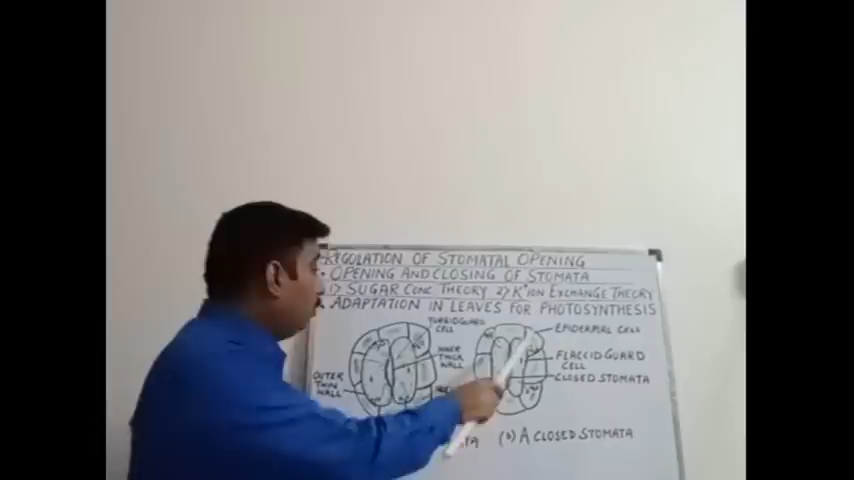 REGULATION OF STOMATAL OPENING
• OPENING AND CLOSING OF STOMATA
1) SUGAR CONC THEORY 2) K⁺ ION EXCHANGE THEORY
ADAPTATION IN LEAVES FOR PHOTOSYNTHESIS
TURGID GUARD
CELL
INNER
THICK
WALL
OUTER
THIN
WALL
EPIDERMAL CELL
FLACCID GUARD
CELL
CLOSED STOMATA
(b) A CLOSED STOMATA